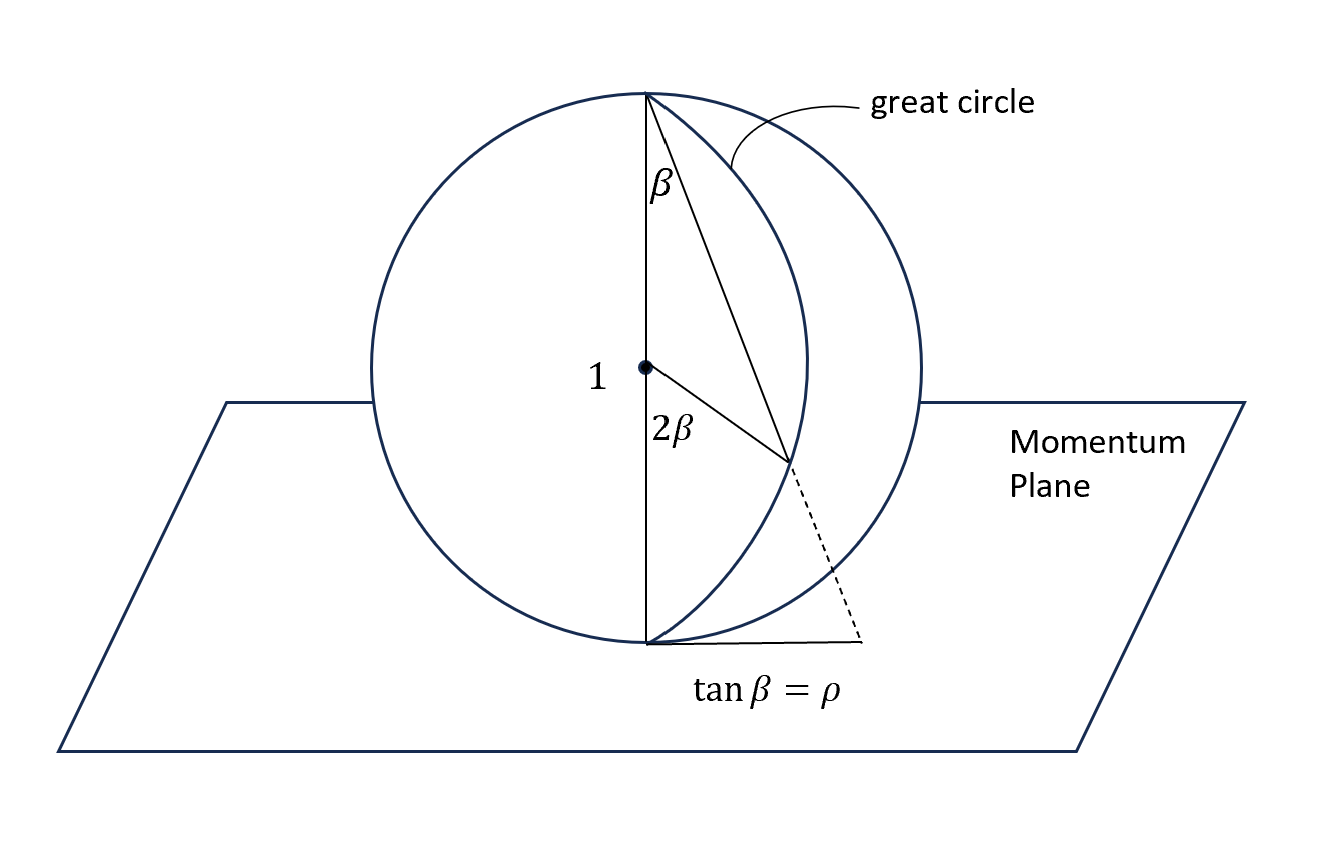 great circle
β
1
2β
Momentum
Plane
tan β = ρ